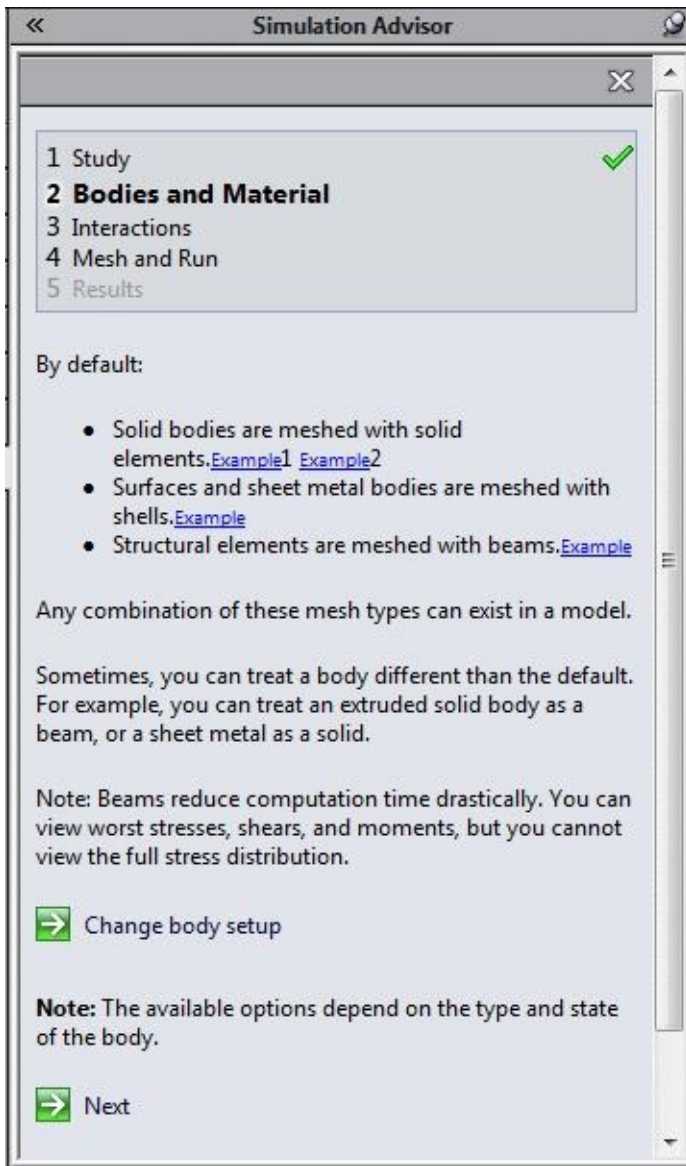 Simulation Advisor
1 Study
2 Bodies and Material
3 Interactions
4 Mesh and Run
5 Results
By default:
• Solid bodies are meshed with solid
elements.Example1 Example2
• Surfaces and sheet metal bodies are meshed with
shells.Example
• Structural elements are meshed with beams.Example
Any combination of these mesh types can exist in a model.
Sometimes, you can treat a body different than the default.
For example, you can treat an extruded solid body as a
beam, or a sheet metal as a solid.
Note: Beams reduce computation time drastically. You can
view worst stresses, shears, and moments, but you cannot
view the full stress distribution.
Change body setup
Note: The available options depend on the type and state
of the body.
Next